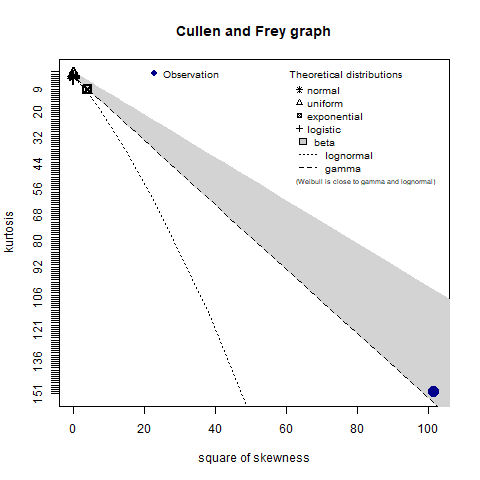 Cullen and Frey graph
Observation
Theoretical distributions
normal
uniform
exponential
logistic
beta
lognormal
gamma
(Weibull is close to gamma and lognormal)
kurtosis
9
20
32
44
56
68
80
92
106
121
136
151
0
20
40
60
80
100
square of skewness